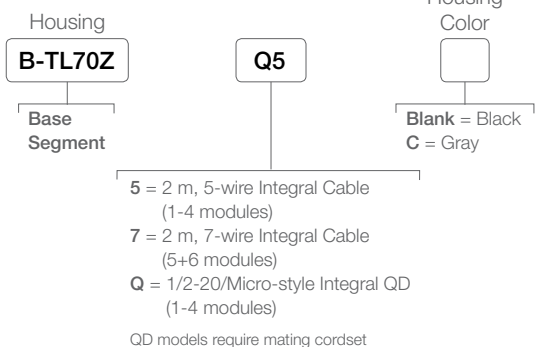 Housing
Housing
Color
B-TL70Z
Q5
Base
Segment
Blank = Black
C = Gray
5 = 2 m, 5-wire Integral Cable
(1-4 modules)
7 = 2 m, 7-wire Integral Cable
(5+6 modules)
Q = 1/2-20/Micro-style Integral QD
(1-4 modules)
QD models require mating cordset